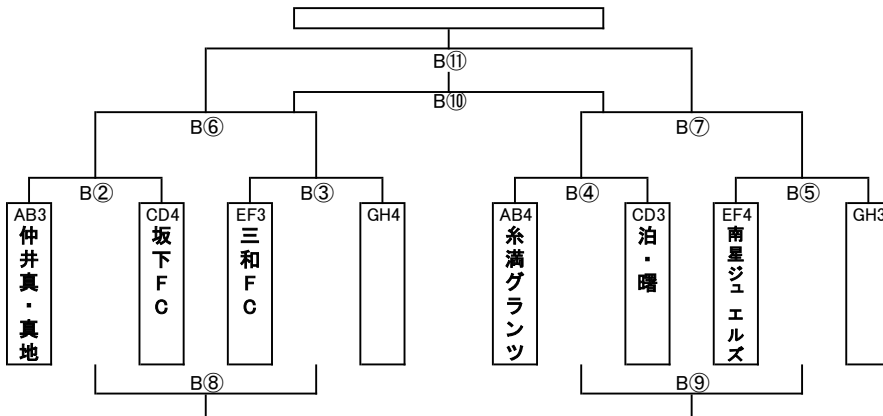 B⑪
B⑩
B⑥
B⑦
B②
B③
B④
B⑤
AB3
仲井真・真地
CD4
坂下FC
EF3
三和FC
GH4
AB4
糸満グランツ
CD3
泊・曙
EF4
南星ジュエルズ
GH3
B⑧
B⑨